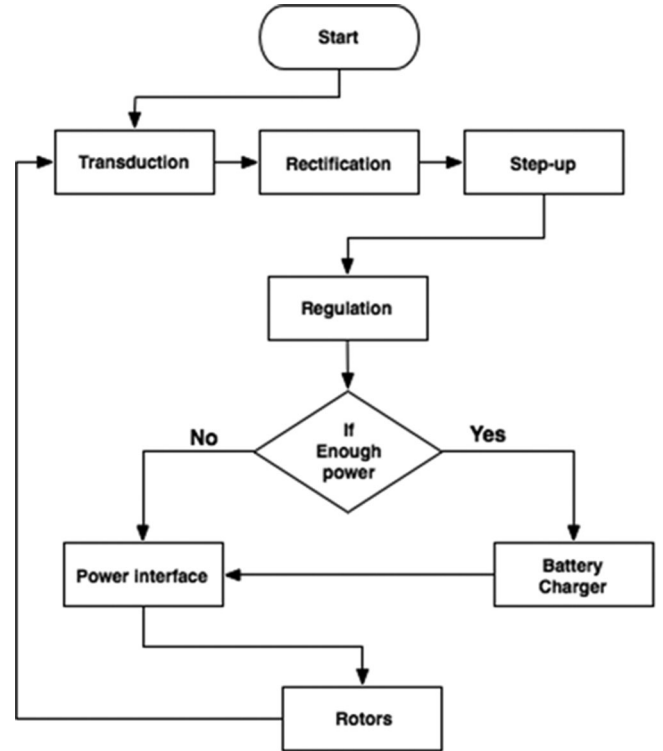 Start
Transduction
Rectification
Step-up
Regulation
If
Enough
power
No
Yes
Power interface
Battery
Charger
Rotors